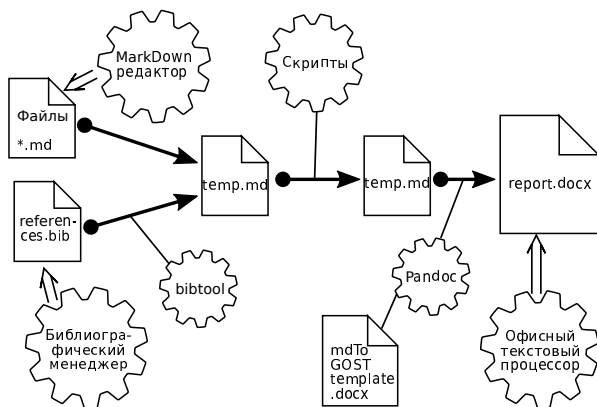 MarkDown
редактор
Скрипты
Файлы
*.md
temp.md
temp.md
report.docx
referen-
ces.bib
bibtool
Pandoc
Библиогра-
фический
менеджер
mdTo
GOST
template
.docx
Офисный
текстовый
процессор